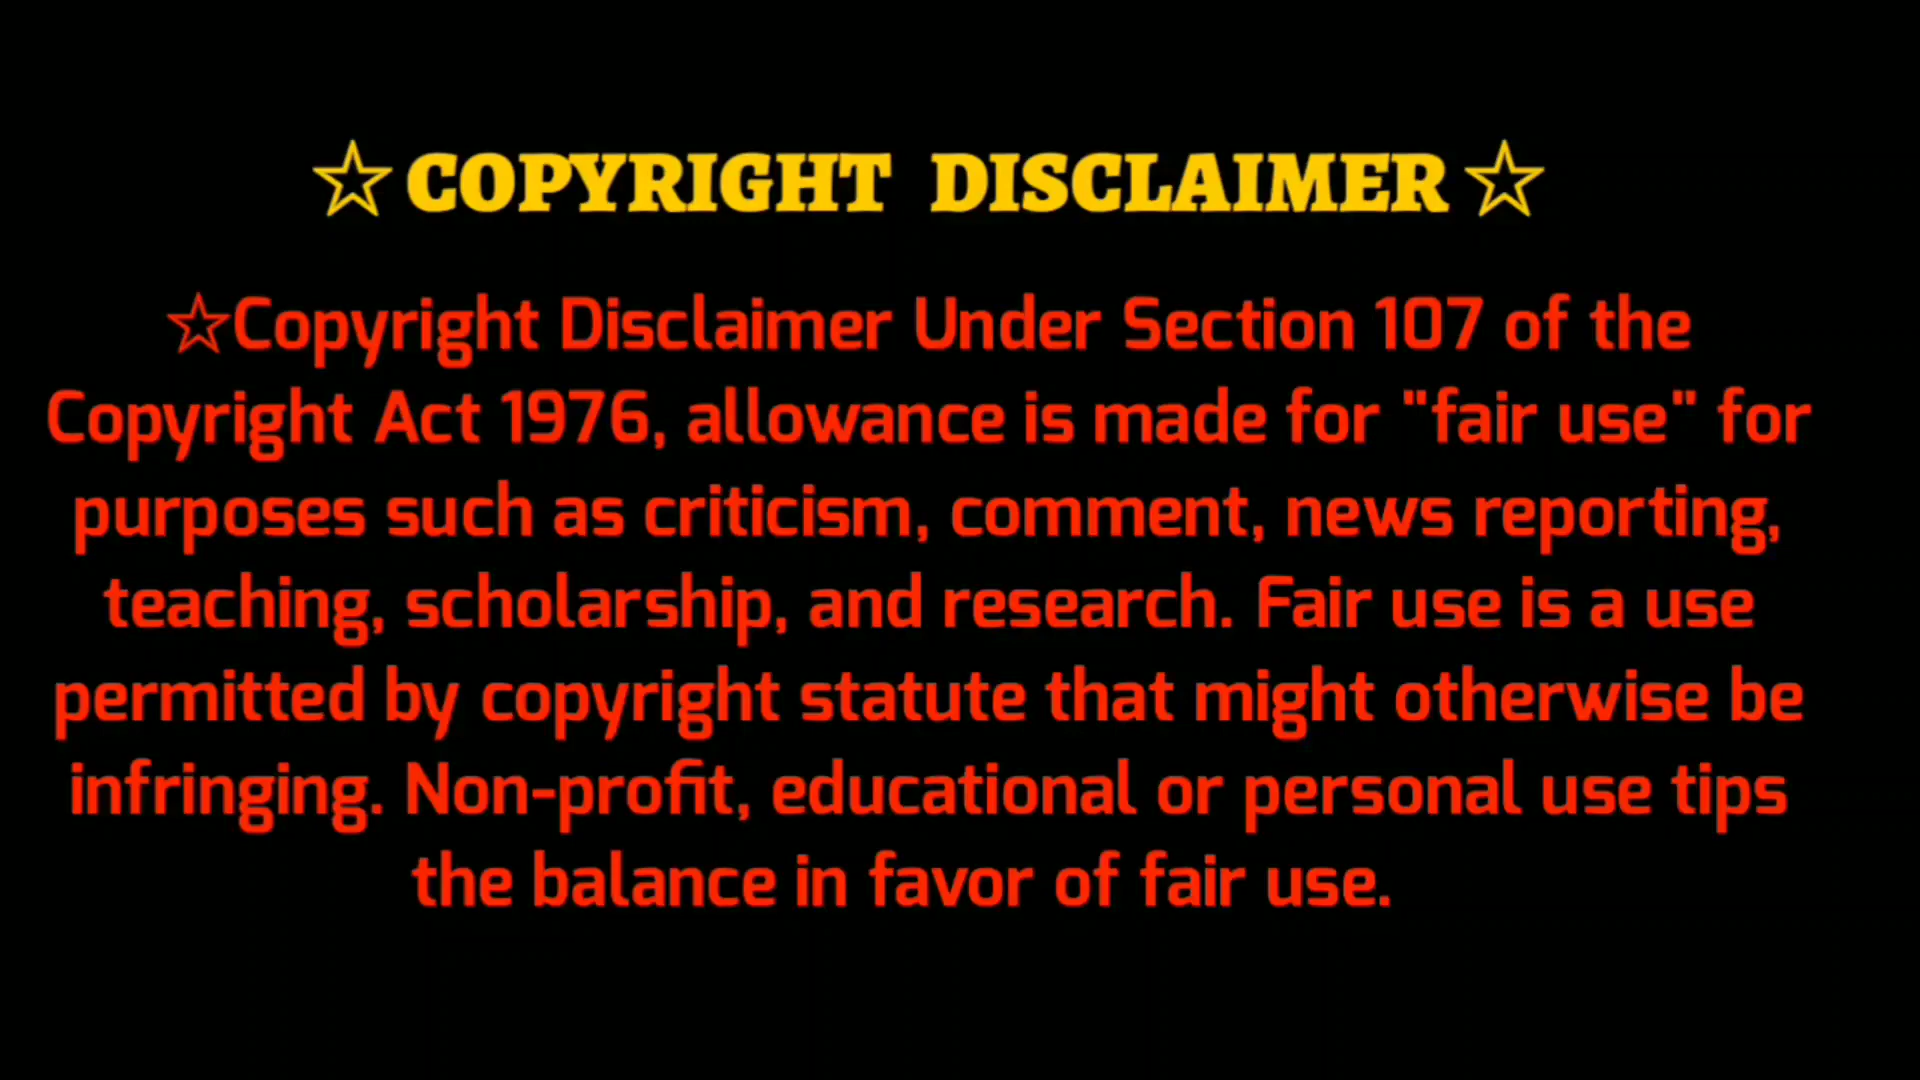 ☆COPYRIGHT DISCLAIMER☆
☆Copyright Disclaimer Under Section 107 of the
Copyright Act 1976, allowance is made for "fair use" for
purposes such as criticism, comment, news reporting,
teaching, scholarship, and research. Fair use is a use
permitted by copyright statute that might otherwise be
infringing. Non-profit, educational or personal use tips
the balance in favor of fair use.